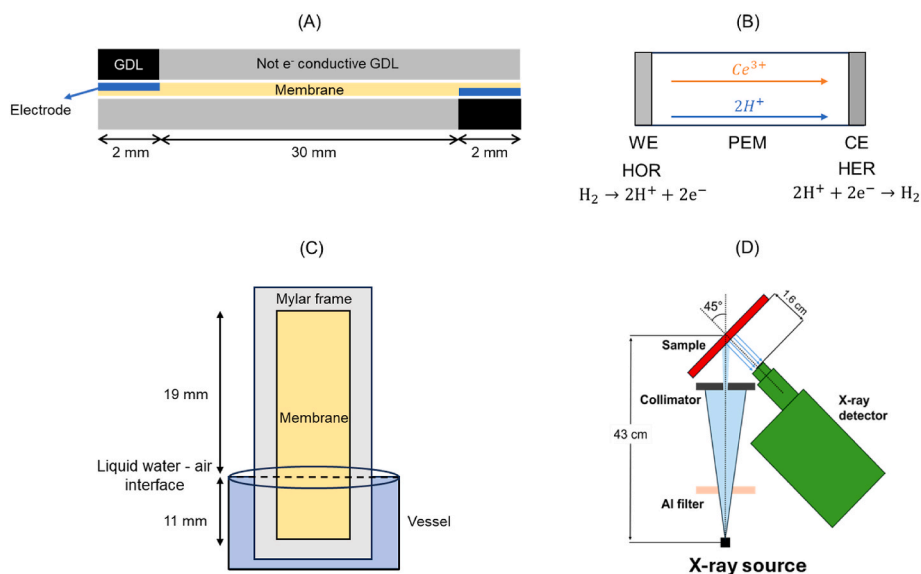 (A)
GDL
Not e⁻ conductive GDL
Membrane
Electrode
2 mm
30 mm
2 mm
(B)
Ce³⁺
2H⁺
WE
PEM
CE
HOR
HER
H₂ → 2H⁺ + 2e⁻
2H⁺ + 2e⁻ → H₂
(C)
Mylar frame
19 mm
Membrane
Liquid water - air
interface
11 mm
Vessel
(D)
45°
1.6 cm
Sample
Collimator
X-ray
detector
43 cm
Al filter
X-ray source